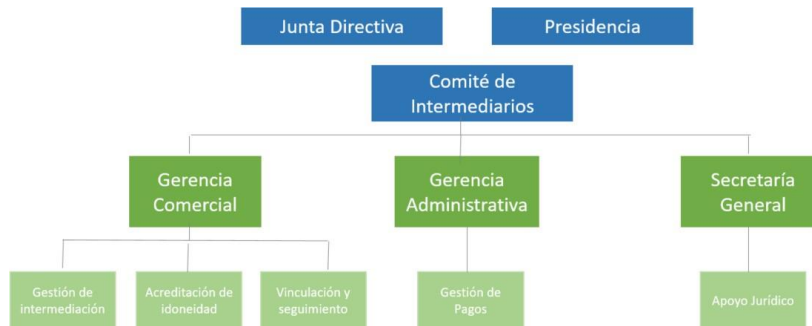 Junta Directiva
Presidencia
Comité de
Intermediarios
Gerencia
Comercial
Gerencia
Administrativa
Secretaría
General
Gestión de
intermediación
Acreditación de
idoneidad
Vinculación y
seguimiento
Gestión de
Pagos
Apoyo Jurídico